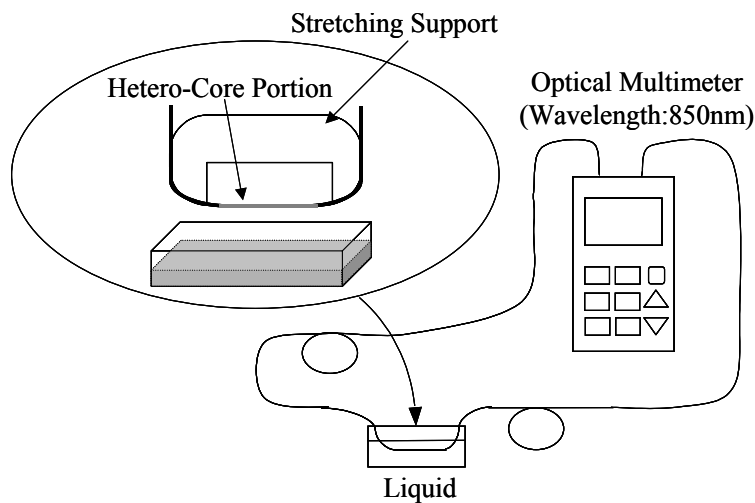 Stretching Support
Hetero-Core Portion
Optical Multimeter
(Wavelength:850nm)
Liquid